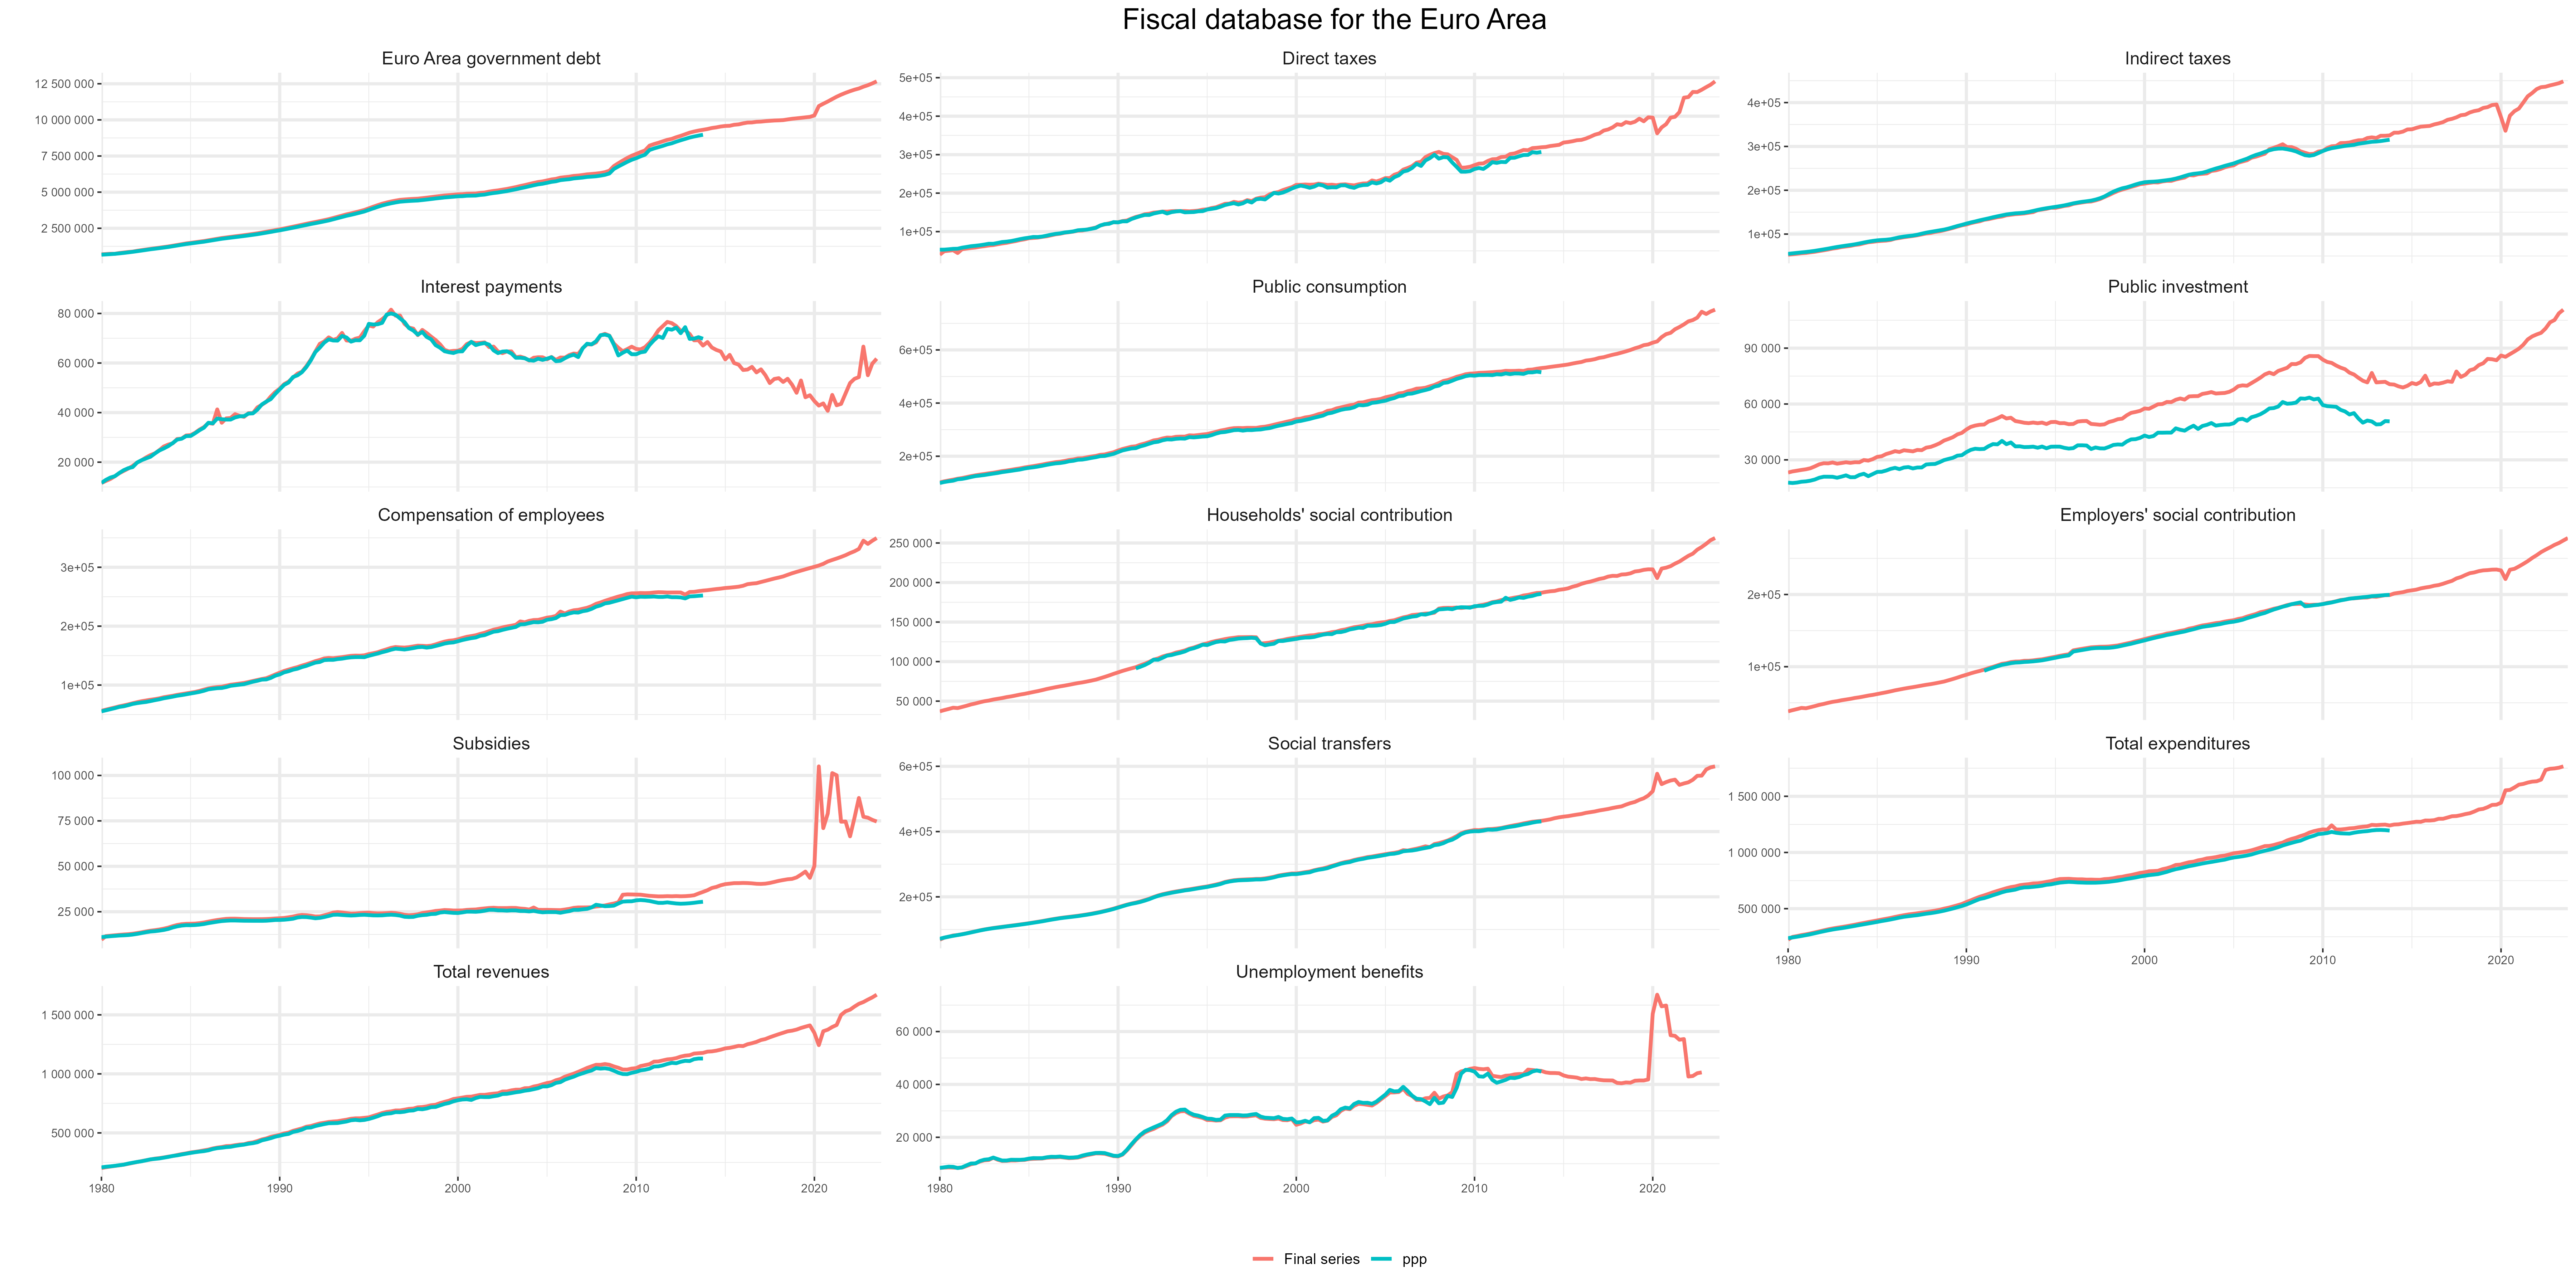 Fiscal database for the Euro Area
Euro Area government debt
12 500 000
10 000 000
7 500 000
5 000 000
2 500 000
Direct taxes
5e+05
4e+05
3e+05
2e+05
1e+05
Indirect taxes
4e+05
3e+05
2e+05
1e+05
Interest payments
80 000
60 000
40 000
20 000
Public consumption
6e+05
4e+05
2e+05
Public investment
90 000
60 000
30 000
Compensation of employees
3e+05
2e+05
1e+05
Households' social contribution
250 000
200 000
150 000
100 000
50 000
Employers' social contribution
2e+05
1e+05
Subsidies
100 000
75 000
50 000
25 000
Social transfers
6e+05
4e+05
2e+05
Total expenditures
1 500 000
1 000 000
500 000
1980 1990 2000 2010 2020
Total revenues
1 500 000
1 000 000
500 000
1980 1990 2000 2010 2020
Unemployment benefits
60 000
40 000
20 000
1980 1990 2000 2010 2020
Final series ppp